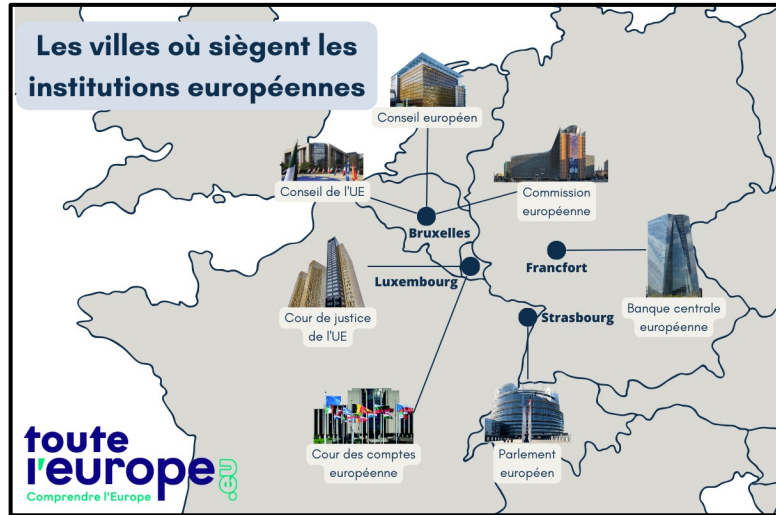 Les villes où siègent les
institutions européennes
Conseil européen
Conseil de l'UE
Commission
européenne
Bruxelles
Luxembourg
Francfort
Strasbourg
Cour de justice
de l'UE
Banque centrale
européenne
Cour des comptes
européenne
Parlement
européen
toute
l'europe.eu
Comprendre l'Europe